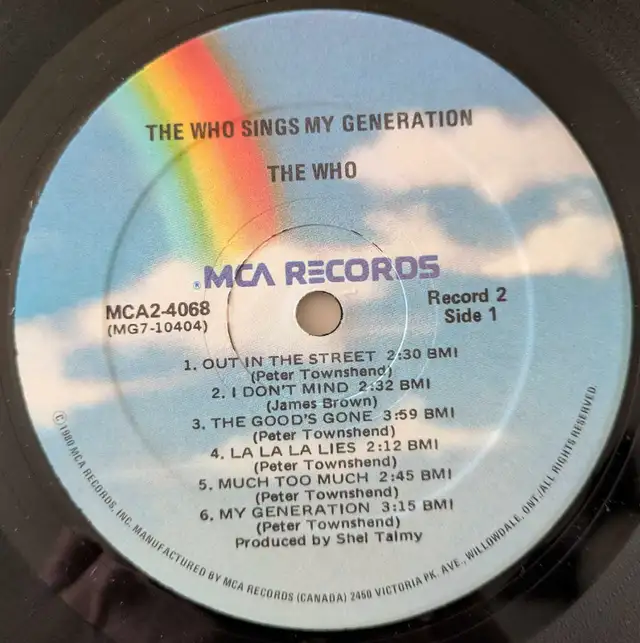 THE WHO SINGS MY GENERATION
THE WHO
®MCA RECORDS
MCA2-4068
(MG7-10404)
Record 2
Side 1
1. OUT IN THE STREET 2:30 BMI
(Peter Townshend)
2. I DON'T MIND 2:32 BMI
(James Brown)
3. THE GOOD'S GONE 3:59 BMI
(Peter Townshend)
4. LA LA LA LIES 2:12 BMI
(Peter Townshend)
5. MUCH TOO MUCH 2:45 BMI
(Peter Townshend)
6. MY GENERATION 3:15 BMI
(Peter Townshend)
Produced by Shel Talmy
© 1980 MCA RECORDS, INC. MANUFACTURED BY MCA RECORDS (CANADA) 2450 VICTORIA PK. AVE., WILLOWDALE, ONT./ALL RIGHTS RESERVED.